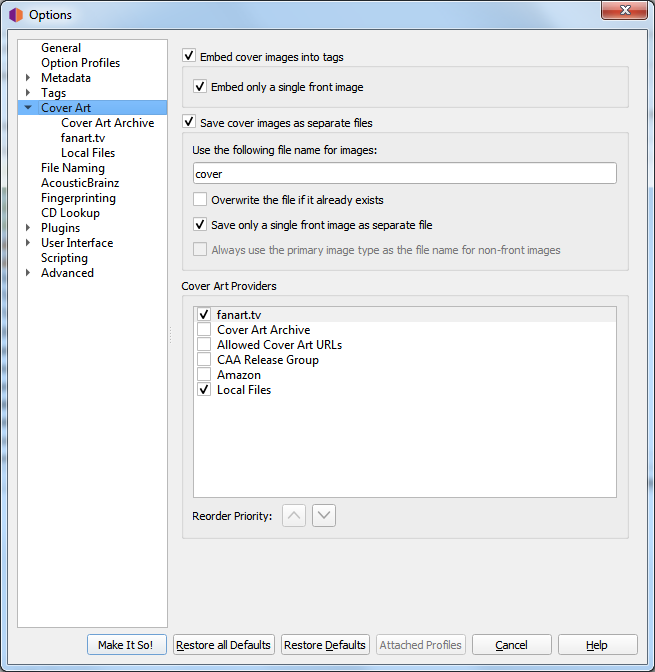 Options
General
Option Profiles
Metadata
Tags
Cover Art
Cover Art Archive
fanart.tv
Local Files
File Naming
AcousticBrainz
Fingerprinting
CD Lookup
Plugins
User Interface
Scripting
Advanced
Embed cover images into tags
Embed only a single front image
Save cover images as separate files
Use the following file name for images:
cover
Overwrite the file if it already exists
Save only a single front image as separate file
Always use the primary image type as the file name for non-front images
Cover Art Providers
fanart.tv
Cover Art Archive
Allowed Cover Art URLs
CAA Release Group
Amazon
Local Files
Reorder Priority:
Make It So! Restore all Defaults Restore Defaults Attached Profiles Cancel Help